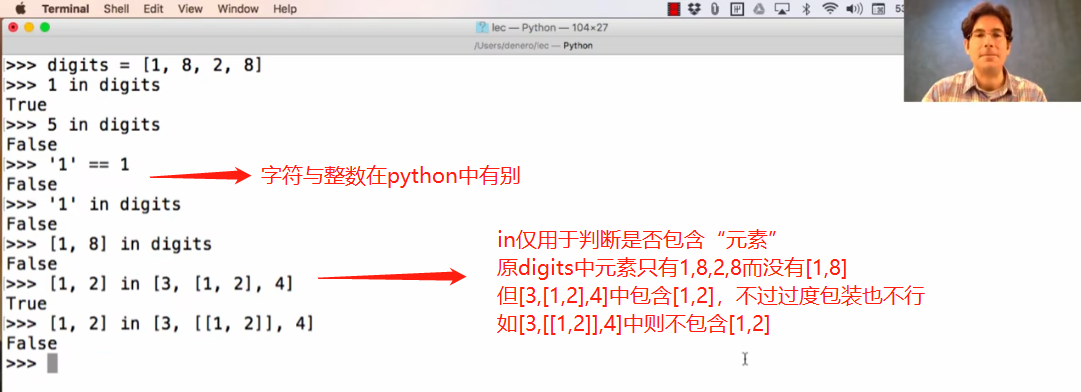 Terminal Shell Edit View Window Help
lec — Python — 104×27
/Users/denero/lec — Python
>>> digits = [1, 8, 2, 8]
>>> 1 in digits
True
>>> 5 in digits
False
>>> '1' == 1
False
字符与整数在python中有别
>>> '1' in digits
False
>>> [1, 8] in digits
False
>>> [1, 2] in [3, [1, 2], 4]
True
>>> [1, 2] in [3, [[1, 2]], 4]
False
>>>
in仅用于判断是否包含“元素”
原digits中元素只有1,8,2,8而没有[1,8]
但[3,[1,2],4]中包含[1,2]，不过过度包装也不行
如[3,[[1,2]],4]中则不包含[1,2]